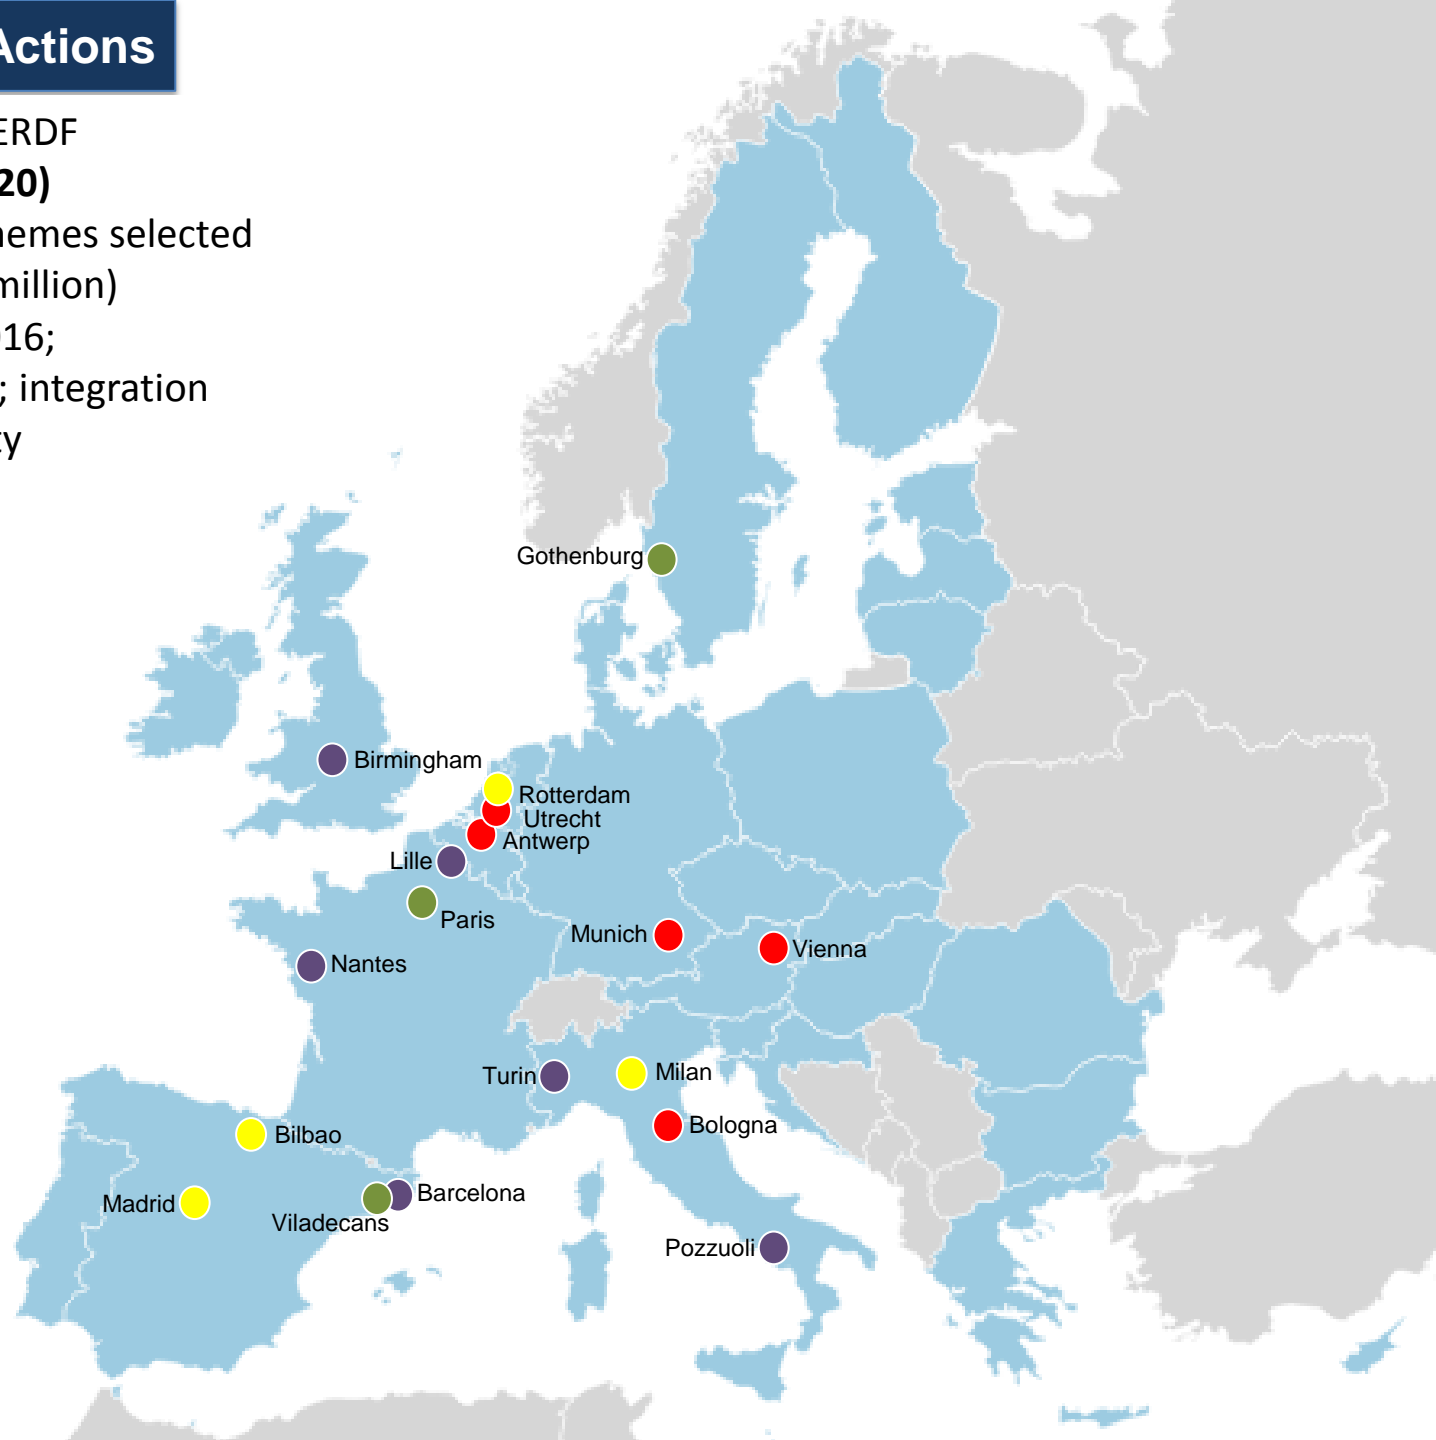 Actions
ERDF
20)
hemes selected
million)
016;
; integration
ty
Gothenburg
Birmingham
Rotterdam
Utrecht
Antwerp
Lille
Paris
Munich
Vienna
Nantes
Turin
Milan
Bilbao
Bologna
Madrid
Barcelona
Viladecans
Pozzuoli